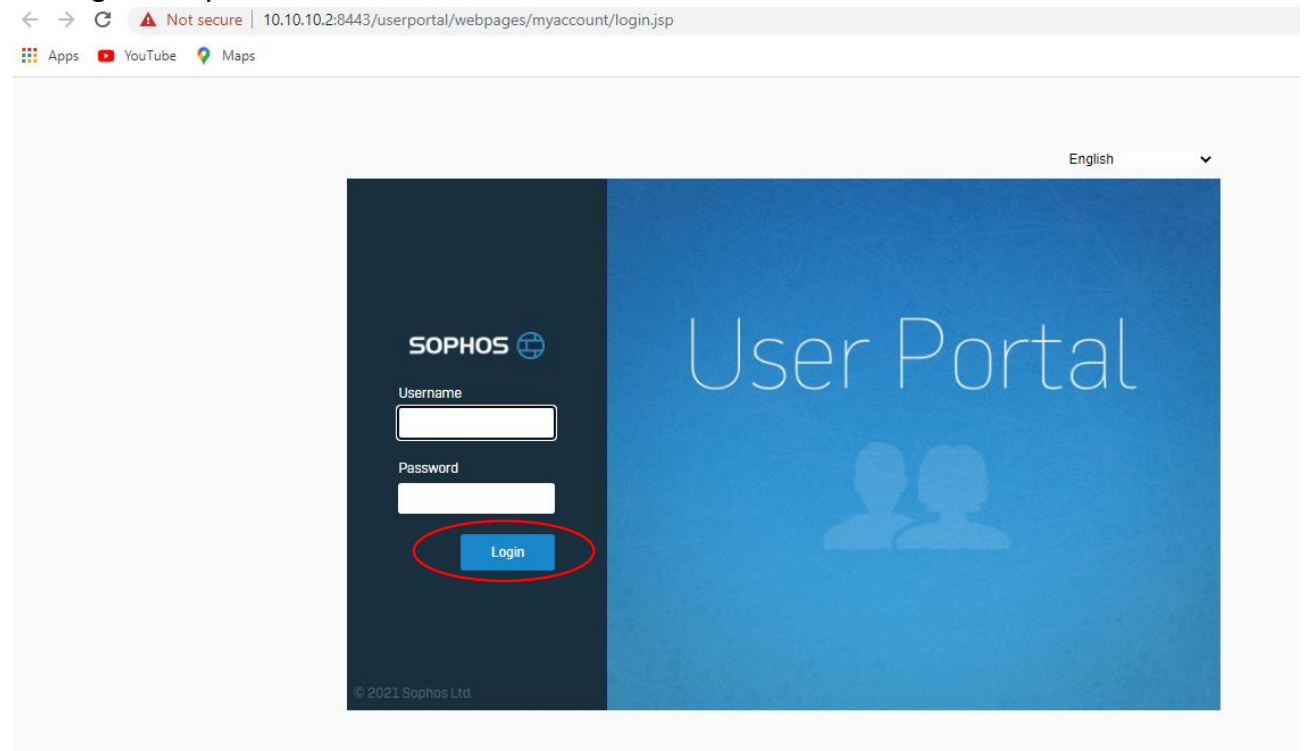 Not secure | 10.10.10.2:8443/userportal/webpages/myaccount/login.jsp
Apps YouTube Maps
English
SOPHOS
User Portal
Username
Password
Login
© 2021 Sophos Ltd.